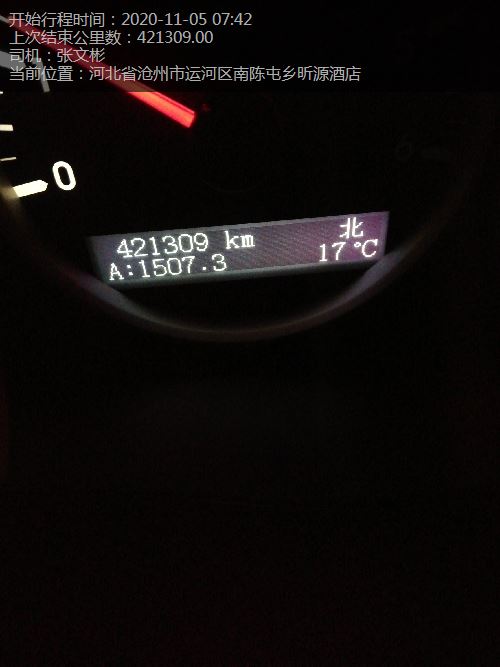 开始行程时间：2020-11-05 07:42
上次结束公里数：421309.00
司机：张文彬
当前位置：河北省沧州市运河区南陈屯乡昕源酒店
0
421309 km 北
A:1507.3 17℃